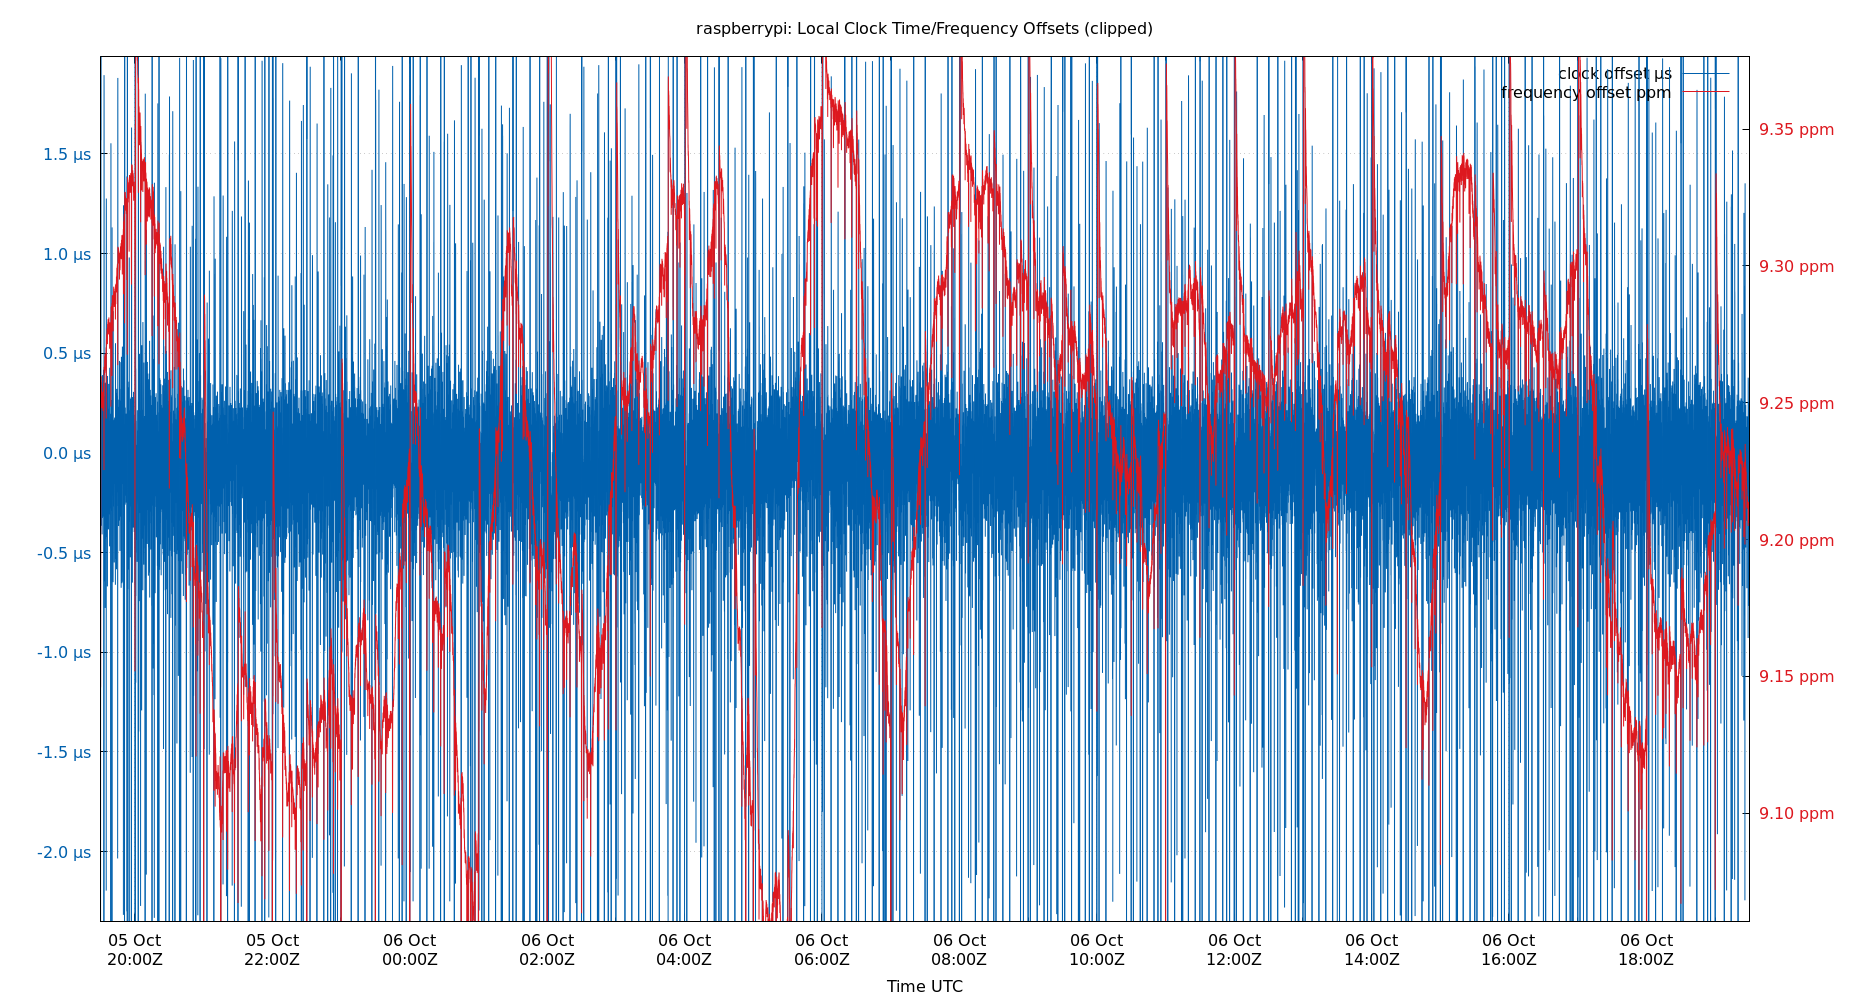 raspberrypi: Local Clock Time/Frequency Offsets (clipped)
clock offset µs
frequency offset ppm
1.5 µs
1.0 µs
0.5 µs
0.0 µs
-0.5 µs
-1.0 µs
-1.5 µs
-2.0 µs
9.35 ppm
9.30 ppm
9.25 ppm
9.20 ppm
9.15 ppm
9.10 ppm
05 Oct 05 Oct 06 Oct 06 Oct 06 Oct 06 Oct 06 Oct 06 Oct 06 Oct 06 Oct 06 Oct 06 Oct
20:00Z 22:00Z 00:00Z 02:00Z 04:00Z 06:00Z 08:00Z 10:00Z 12:00Z 14:00Z 16:00Z 18:00Z
Time UTC